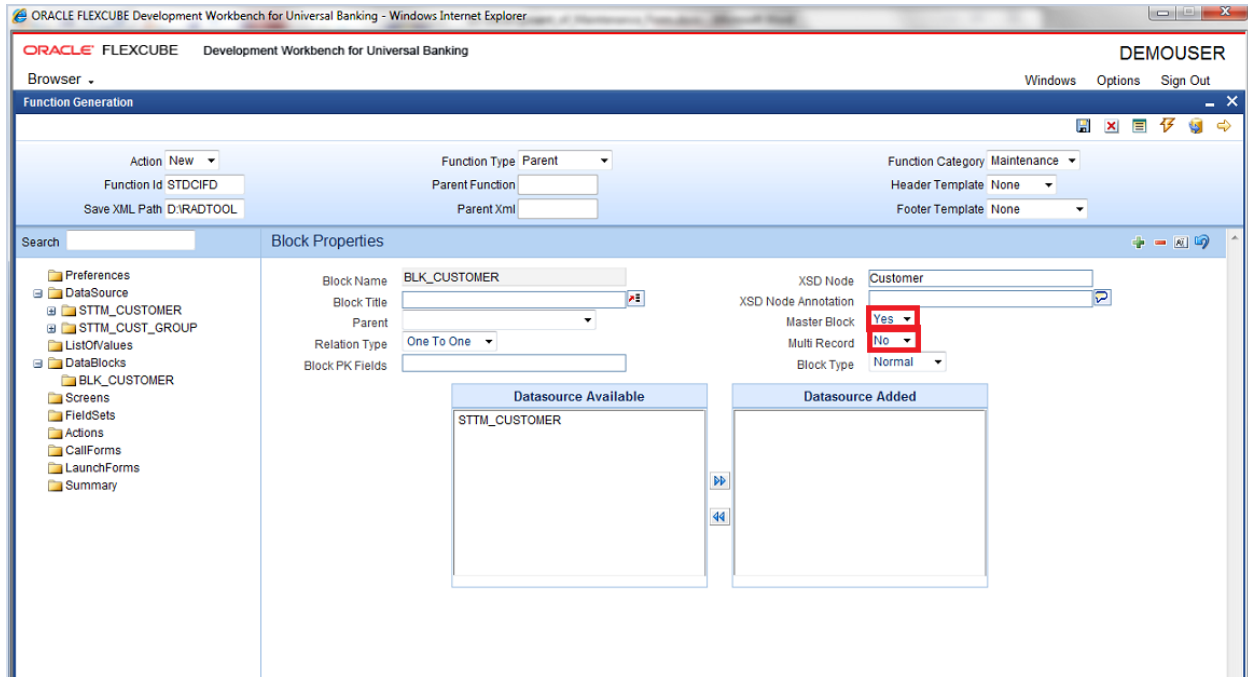 ORACLE FLEXCUBE Development Workbench for Universal Banking - Windows Internet Explorer
ORACLE FLEXCUBE Development Workbench for Universal Banking DEMOUSER
Browser Windows Options Sign Out
Function Generation
Action New Function Type Parent Function Category Maintenance
Function Id STDCIFD Parent Function Header Template None
Save XML Path D:\RADTOOL Parent Xml Footer Template None
Search Block Properties
Preferences
DataSource
STTM_CUSTOMER
STTM_CUST_GROUP
ListOfValues
DataBlocks
BLK_CUSTOMER
Screens
FieldSets
Actions
CallForms
LaunchForms
Summary
Block Name BLK_CUSTOMER XSD Node Customer
Block Title XSD Node Annotation
Parent Master Block Yes
Relation Type One To One Multi Record No
Block PK Fields Block Type Normal
Datasource Available Datasource Added
STTM_CUSTOMER